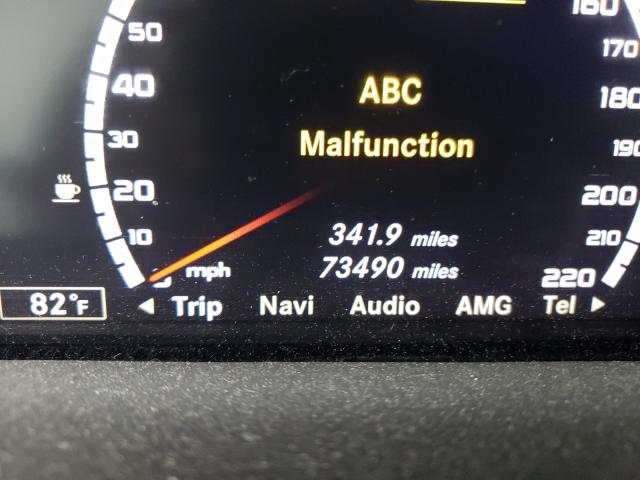 50
40
30
20
10
mph
160
170
180
190
200
210
220
ABC
Malfunction
341.9 miles
73490 miles
82°F
Trip Navi Audio AMG Tel